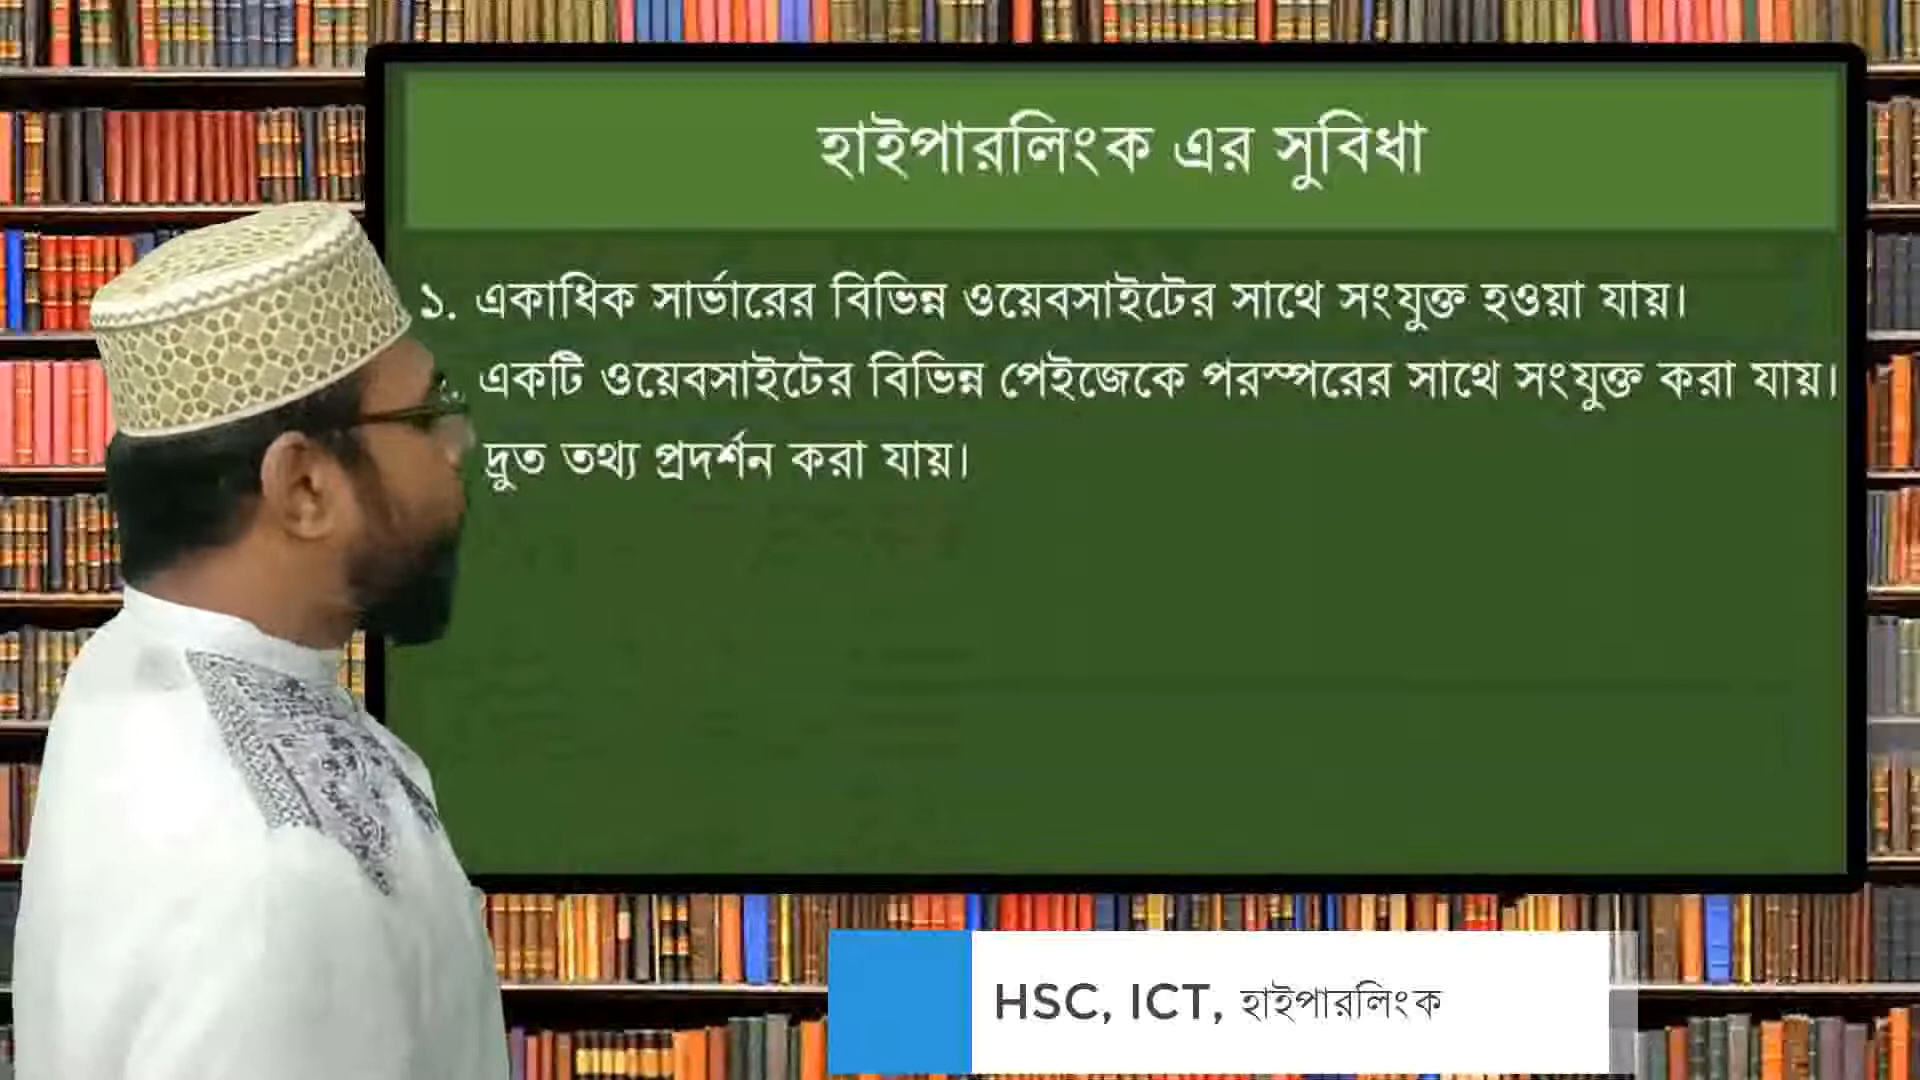 হাইপারলিংক এর সুবিধা
১. একাধিক সার্ভারের বিভিন্ন ওয়েবসাইটের সাথে সংযুক্ত হওয়া যায়।
একটি ওয়েবসাইটের বিভিন্ন পেইজেকে পরস্পরের সাথে সংযুক্ত করা যায়।
দ্রুত তথ্য প্রদর্শন করা যায়।
HSC, ICT, হাইপারলিংক